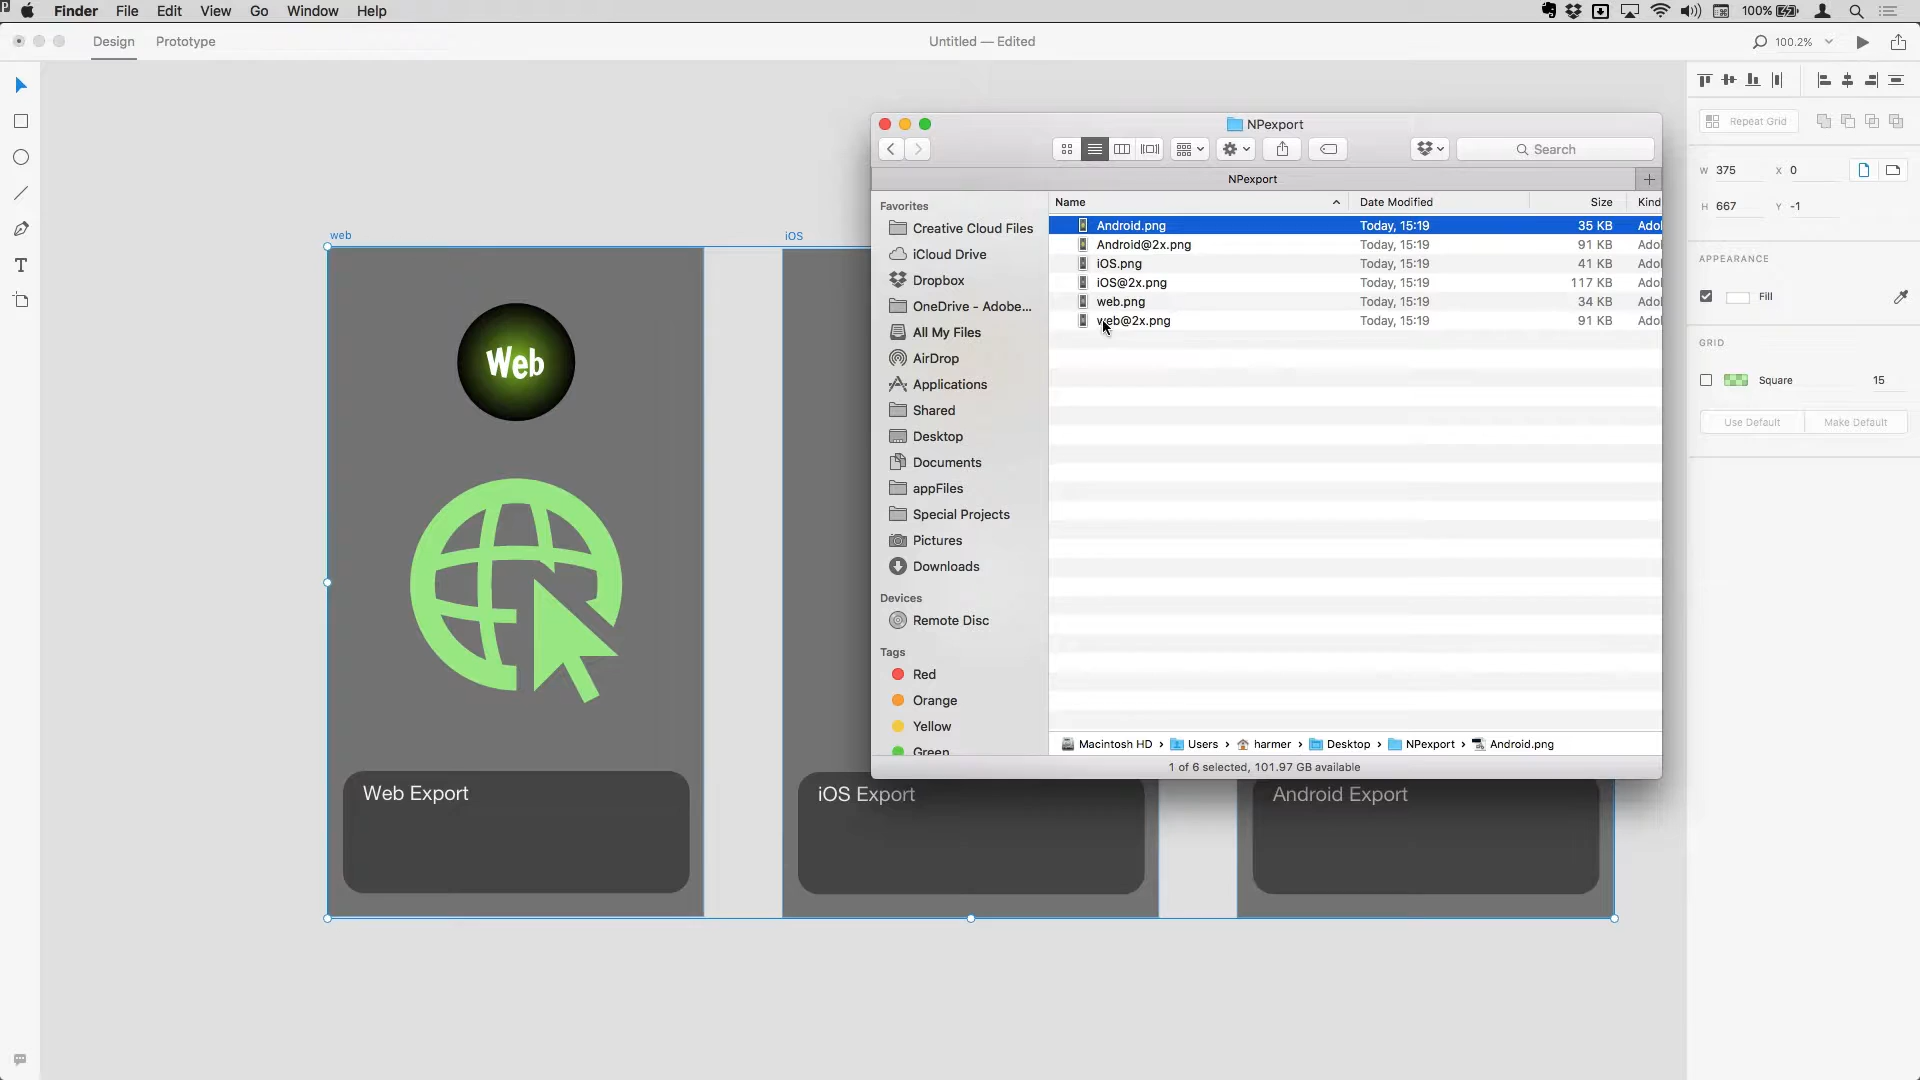 Finder File Edit View Go Window Help
100%
Design Prototype
Untitled — Edited
100.2%
NPexport
Search
NPexport
Repeat Grid
W 375 X 0
H 667 Y -1
APPEARANCE
Fill
GRID
Square 15
Use Default Make Default
Favorites
Creative Cloud Files
iCloud Drive
Dropbox
OneDrive - Adobe...
All My Files
AirDrop
Applications
Shared
Desktop
Documents
appFiles
Special Projects
Pictures
Downloads
Devices
Remote Disc
Tags
Red
Orange
Yellow
Green
Name Date Modified Size Kind
Android.png Today, 15:19 35 KB Ado
Android@2x.png Today, 15:19 91 KB Ado
iOS.png Today, 15:19 41 KB Ado
iOS@2x.png Today, 15:19 117 KB Ado
web.png Today, 15:19 34 KB Ado
web@2x.png Today, 15:19 91 KB Ado
Macintosh HD › Users › harmer › Desktop › NPexport › Android.png
1 of 6 selected, 101.97 GB available
web
iOS
Web
Web Export
iOS Export
Android Export
T